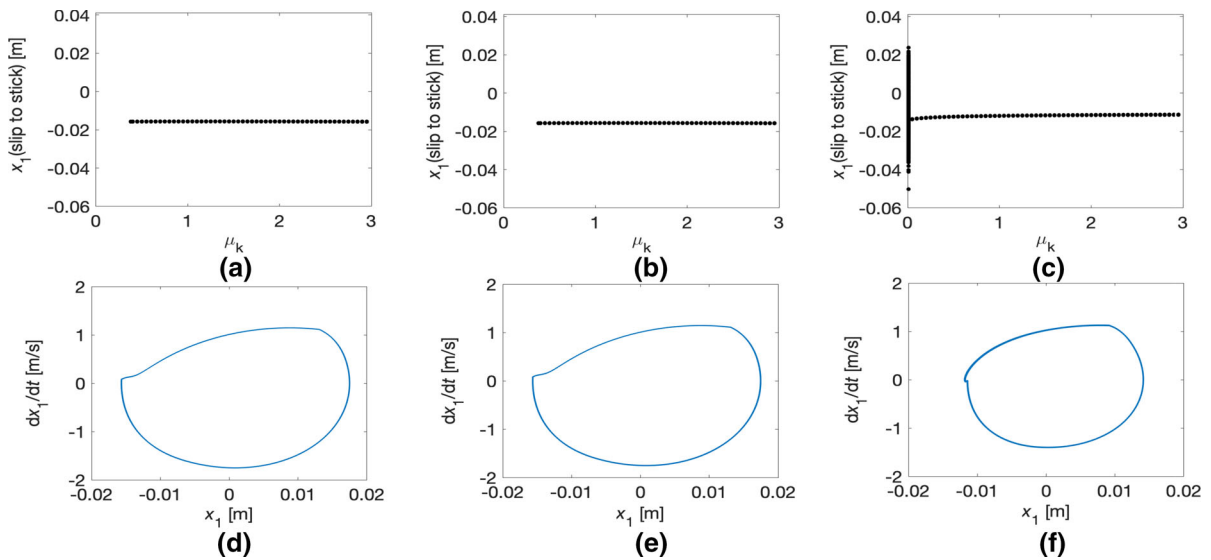 0.04
0.02
0
-0.02
-0.04
-0.06
x1(slip to stick) [m]
0 1 2 3
μk
(a)
0.04
0.02
0
-0.02
-0.04
-0.06
x1(slip to stick) [m]
0 1 2 3
μk
(b)
0.04
0.02
0
-0.02
-0.04
-0.06
x1(slip to stick) [m]
0 1 2 3
μk
(c)
2
1
0
-1
-2
dx1/dt [m/s]
-0.02 -0.01 0 0.01 0.02
x1 [m]
(d)
2
1
0
-1
-2
dx1/dt [m/s]
-0.02 -0.01 0 0.01 0.02
x1 [m]
(e)
2
1
0
-1
-2
dx1/dt [m/s]
-0.02 -0.01 0 0.01 0.02
x1 [m]
(f)